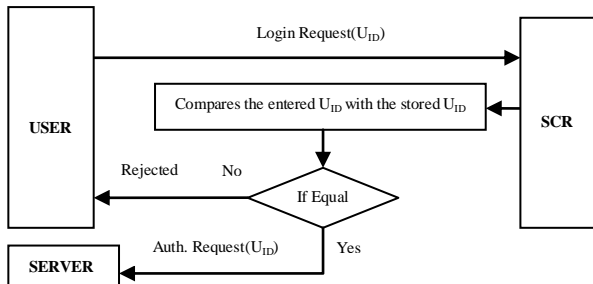 Login Request(U_ID)
Compares the entered U_ID with the stored U_ID
USER
SCR
Rejected
No
If Equal
Auth. Request(U_ID)
Yes
SERVER